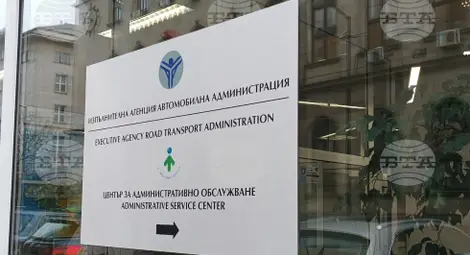 ИЗПЪЛНИТЕЛНА АГЕНЦИЯ АВТОМОБИЛНА АДМИНИСТРАЦИЯ
EXECUTIVE AGENCY ROAD TRANSPORT ADMINISTRATION
ЦЕНТЪР ЗА АДМИНИСТРАТИВНО ОБСЛУЖВАНЕ
ADMINISTRATIVE SERVICE CENTER